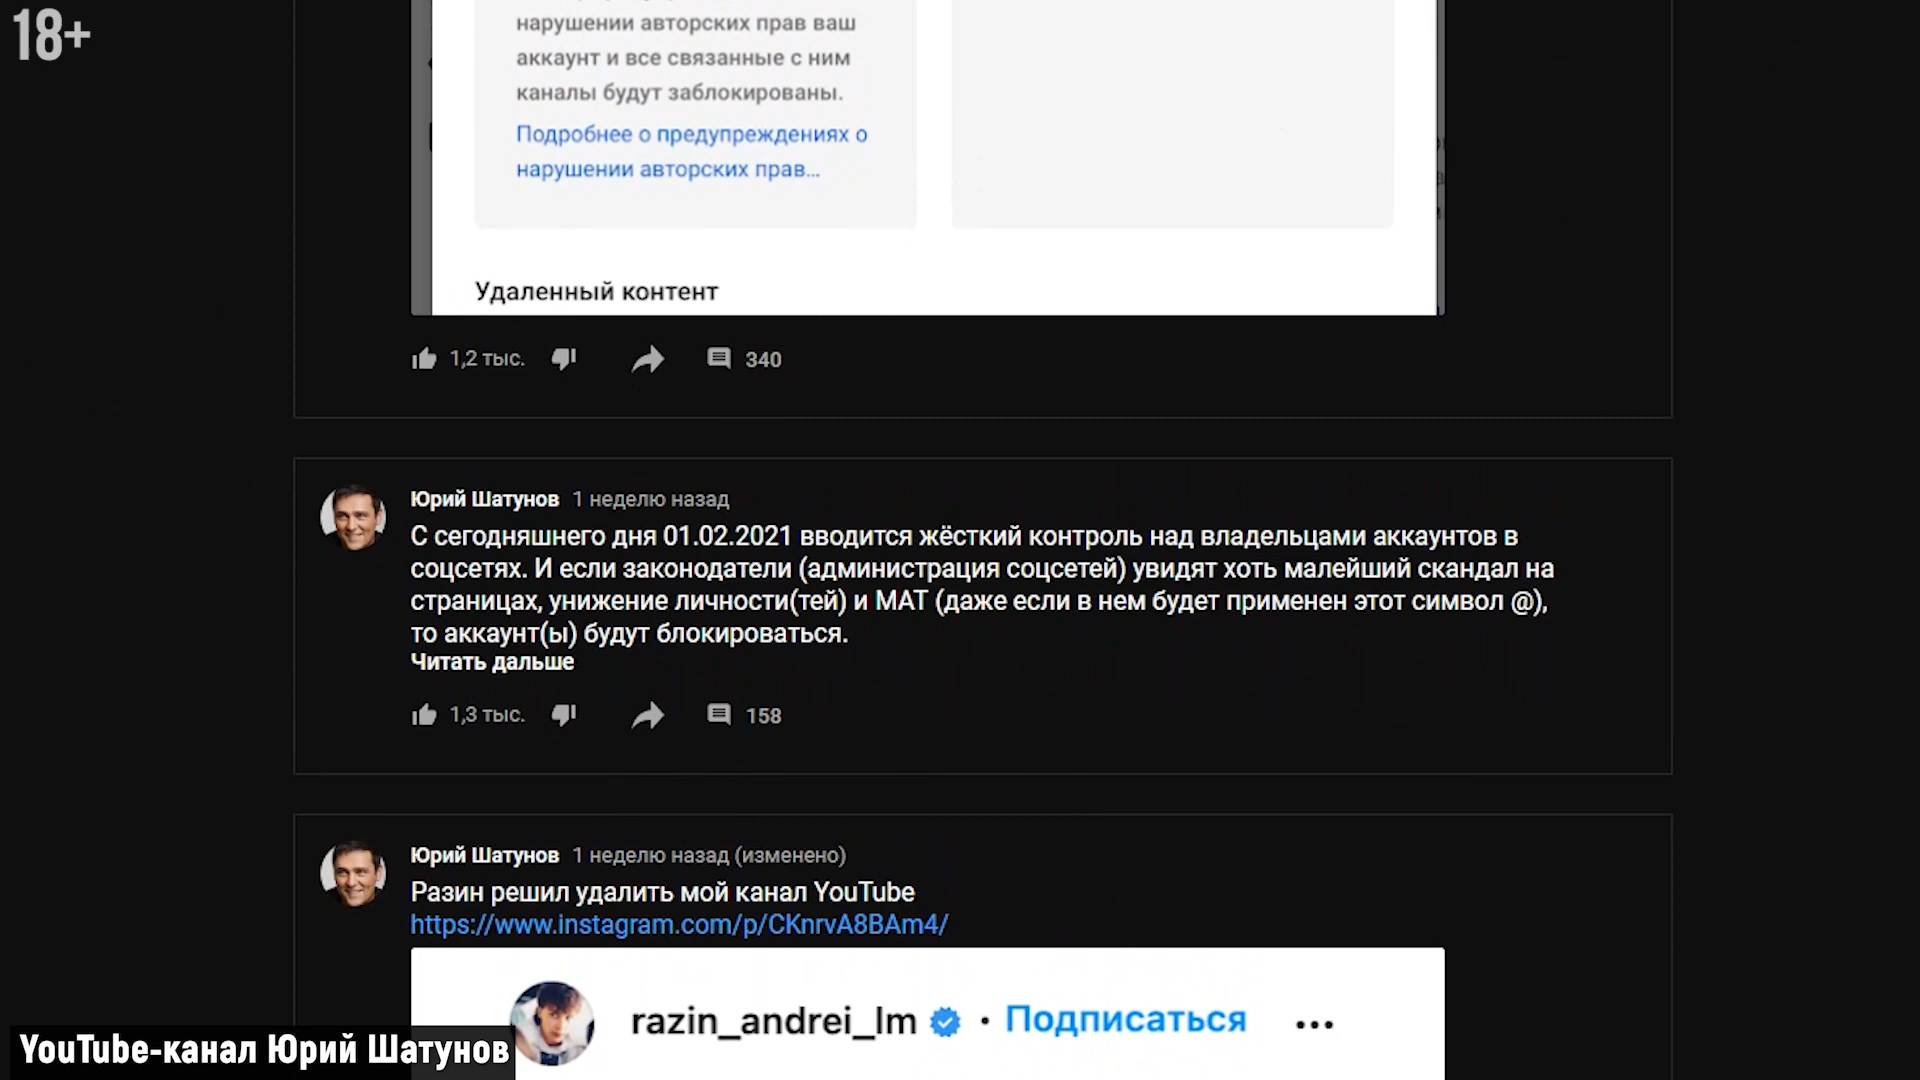 18+
нарушении авторских прав ваш
аккаунт и все связанные с ним
каналы будут заблокированы.
Подробнее о предупреждениях о
нарушении авторских прав...
Удаленный контент
1,2 тыс. 340
Юрий Шатунов 1 неделю назад
С сегодняшнего дня 01.02.2021 вводится жёсткий контроль над владельцами аккаунтов в
соцсетях. И если законодатели (администрация соцсетей) увидят хоть малейший скандал на
страницах, унижение личности(тей) и МАТ (даже если в нем будет применен этот символ @),
то аккаунт(ы) будут блокироваться.
Читать дальше
1,3 тыс. 158
Юрий Шатунов 1 неделю назад (изменено)
Разин решил удалить мой канал YouTube
https://www.instagram.com/p/CKnrvA8BAm4/
razin_andrei_lm • Подписаться ...
YouTube-канал Юрий Шатунов